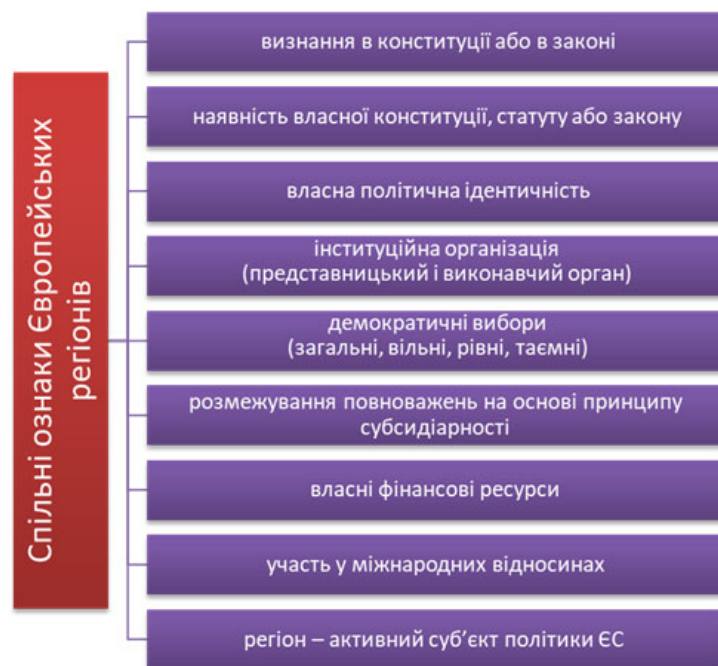 Спільні ознаки Європейських
регіонів
визнання в конституції або в законі
наявність власної конституції, статуту або закону
власна політична ідентичність
інституційна організація
(представницький і виконавчий орган)
демократичні вибори
(загальні, вільні, рівні, таємні)
розмежування повноважень на основі принципу
субсидіарності
власні фінансові ресурси
участь у міжнародних відносинах
регіон – активний суб’єкт політики ЄС